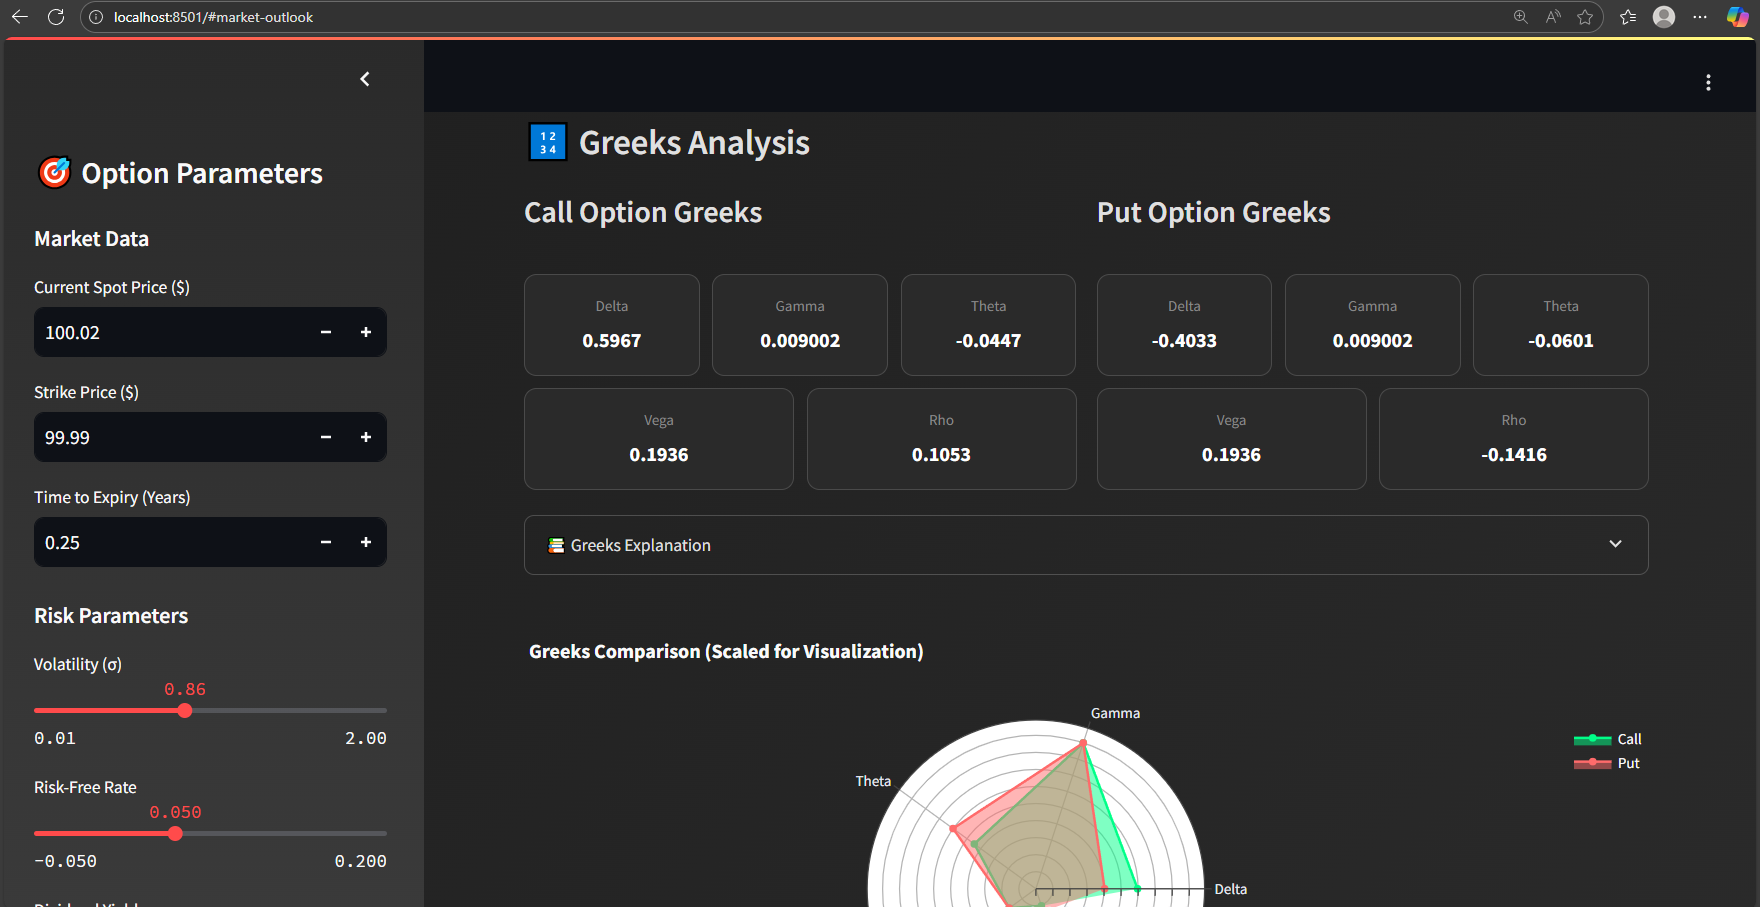 localhost:8501/#market-outlook
Option Parameters
Market Data
Current Spot Price ($)
100.02
Strike Price ($)
99.99
Time to Expiry (Years)
0.25
Risk Parameters
Volatility (σ)
0.86
0.01 2.00
Risk-Free Rate
0.050
-0.050 0.200
1 2
3 4
Greeks Analysis
Call Option Greeks
Delta Gamma Theta
0.5967 0.009002 -0.0447
Vega Rho
0.1936 0.1053
Put Option Greeks
Delta Gamma Theta
-0.4033 0.009002 -0.0601
Vega Rho
0.1936 -0.1416
Greeks Explanation
Greeks Comparison (Scaled for Visualization)
Gamma
Theta
Delta
Call
Put